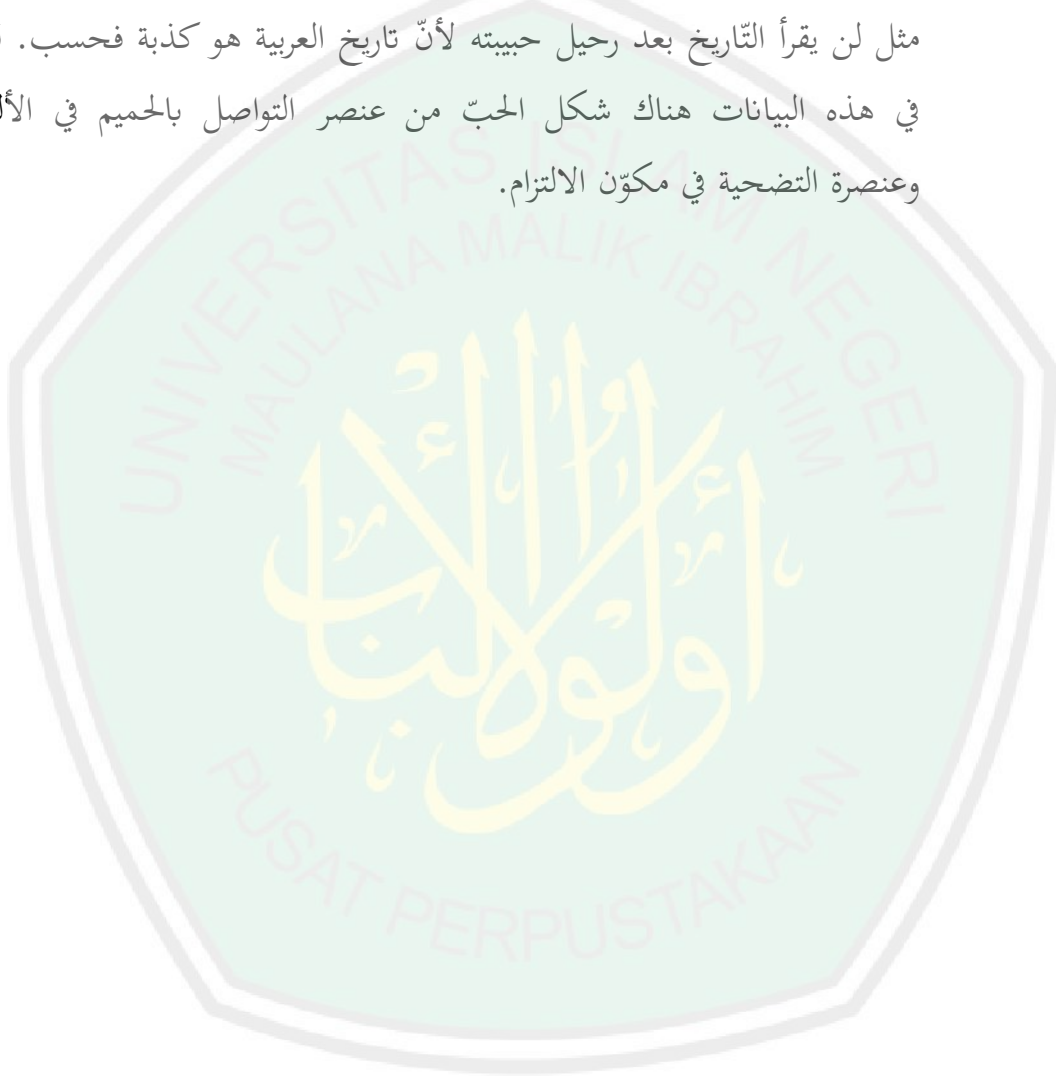 مثل لن يقرأ التّاريخ بعد رحيل حبيبته لأنّ تاريخ العربية هو كذبة فحسب.
في هذه البيانات هناك شكل الحبّ من عنصر التواصل بالحميم في
وعنصرة التضحية في مكوّن الالتزام.
UNIVERSITAS ISLAM NEGERI
MAULANA MALIK IBRAHIM
أولوا الألباب
PUSAT PERPUSTAKAAN